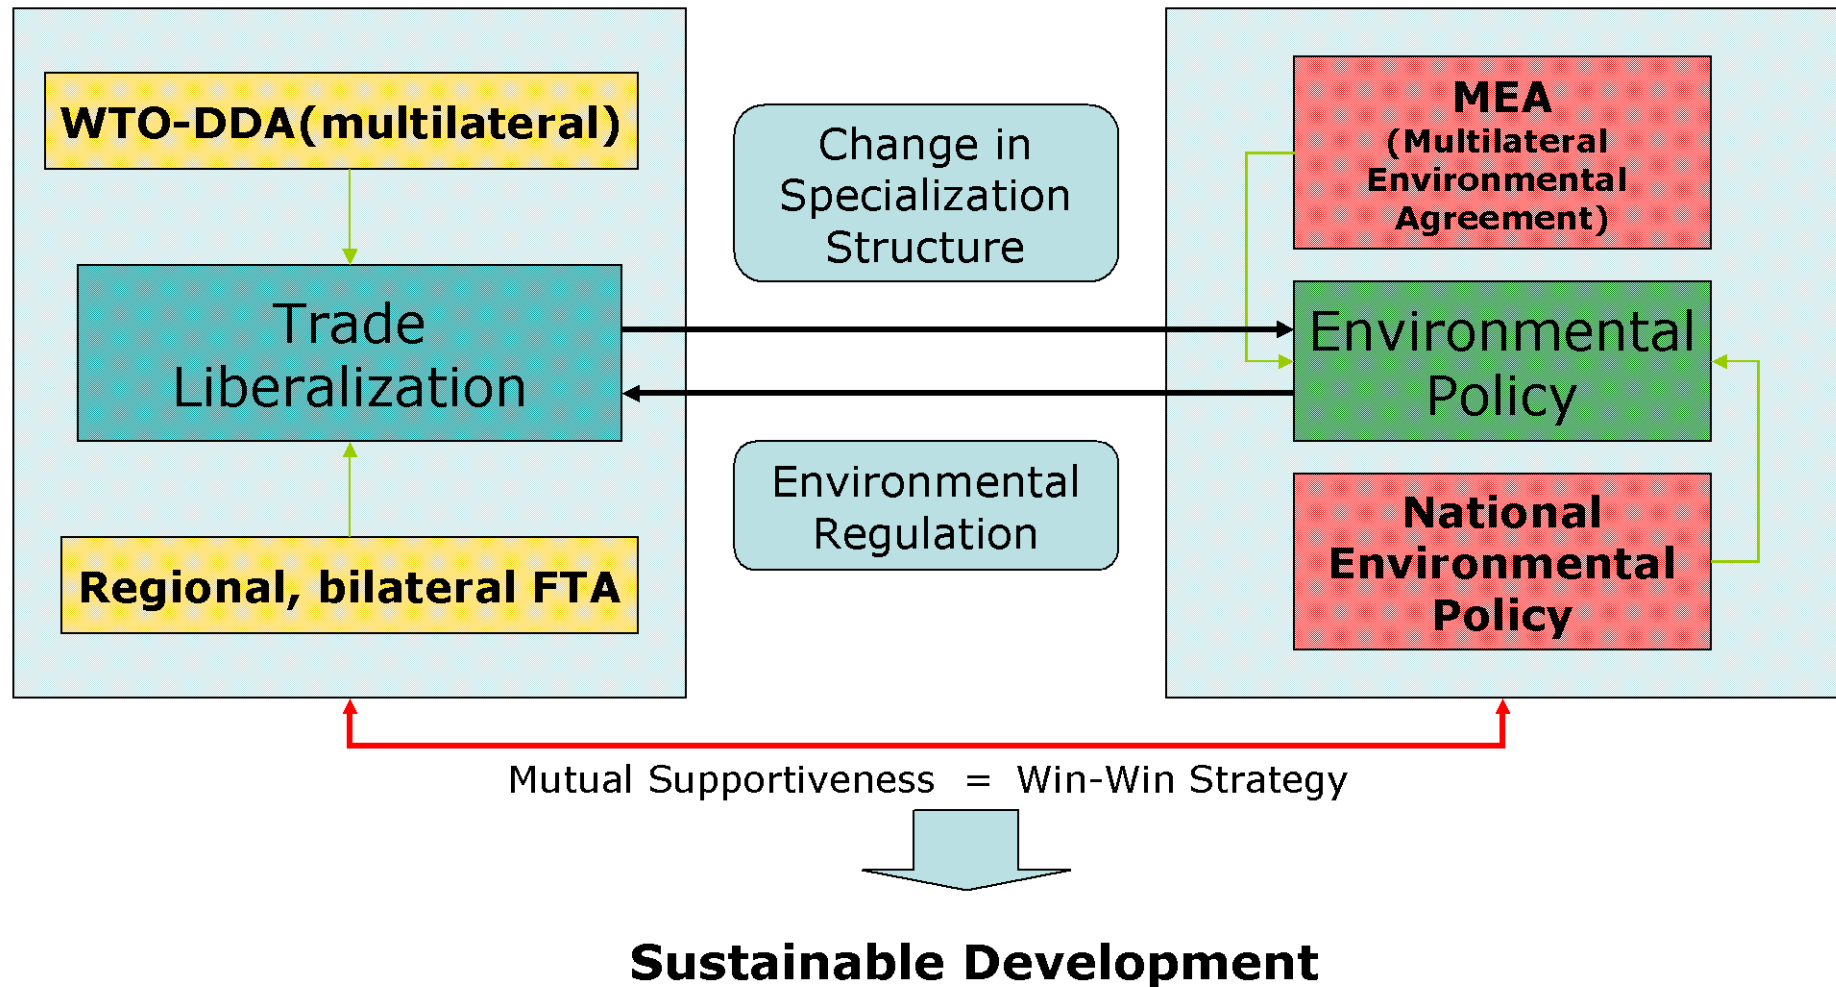 WTO-DDA(multilateral)
Trade
Liberalization
Regional, bilateral FTA
Change in
Specialization
Structure
Environmental
Regulation
MEA
(Multilateral
Environmental
Agreement)
Environmental
Policy
National
Environmental
Policy
Mutual Supportiveness = Win-Win Strategy
Sustainable Development